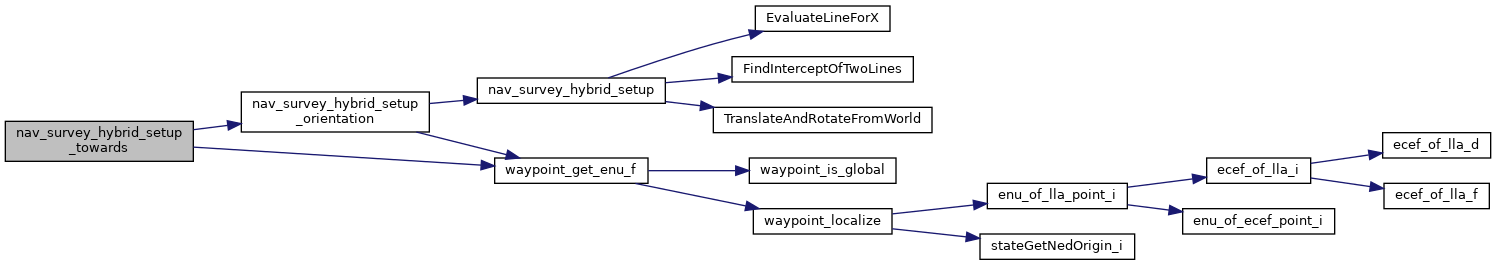 nav_survey_hybrid_setup
_towards
nav_survey_hybrid_setup
_orientation
nav_survey_hybrid_setup
EvaluateLineForX
FindInterceptOfTwoLines
TranslateAndRotateFromWorld
waypoint_get_enu_f
waypoint_is_global
waypoint_localize
enu_of_lla_point_i
stateGetNedOrigin_i
ecef_of_lla_i
enu_of_ecef_point_i
ecef_of_lla_d
ecef_of_lla_f